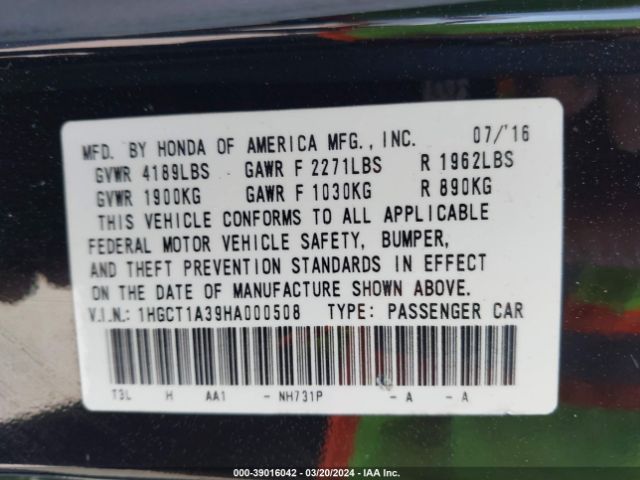 MFD. BY HONDA OF AMERICA MFG., INC. 07/'16
GVWR 4189LBS GAWR F 2271LBS R 1962LBS
GVWR 1900KG GAWR F 1030KG R 890KG
THIS VEHICLE CONFORMS TO ALL APPLICABLE
FEDERAL MOTOR VEHICLE SAFETY, BUMPER,
AND THEFT PREVENTION STANDARDS IN EFFECT
ON THE DATE OF MANUFACTURE SHOWN ABOVE.
V.I.N.: 1HGCT1A39HA000508 TYPE: PASSENGER CAR
T3L H AA1 - NH731P - A - A
000-39016042 — 03/20/2024 — IAA Inc.